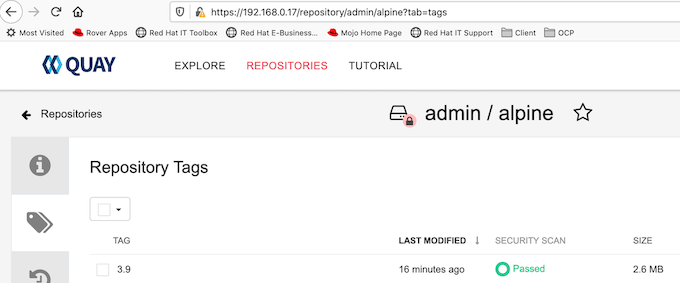 https://192.168.0.17/repository/admin/alpine?tab=tags
Most Visited Rover Apps Red Hat IT Toolbox Red Hat E-Business... Mojo Home Page Red Hat IT Support Client OCP
QUAY EXPLORE REPOSITORIES TUTORIAL
Repositories admin / alpine
Repository Tags
TAG LAST MODIFIED SECURITY SCAN SIZE
3.9 16 minutes ago Passed 2.6 MB